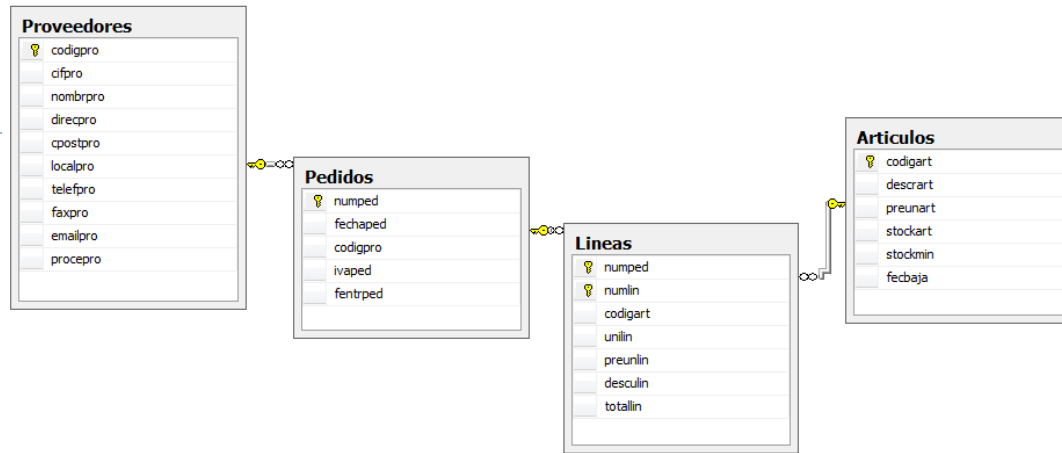 Proveedores
codigpro
cifpro
nombrpro
direcpro
cpostpro
localpro
telefpro
faxpro
emailpro
procepro
Pedidos
numped
fechaped
codigpro
ivaped
fentrped
Lineas
numped
numlin
codigart
unilin
preunlin
desculin
totallin
Articulos
codigart
descrart
preunart
stockart
stockmin
fecbaja